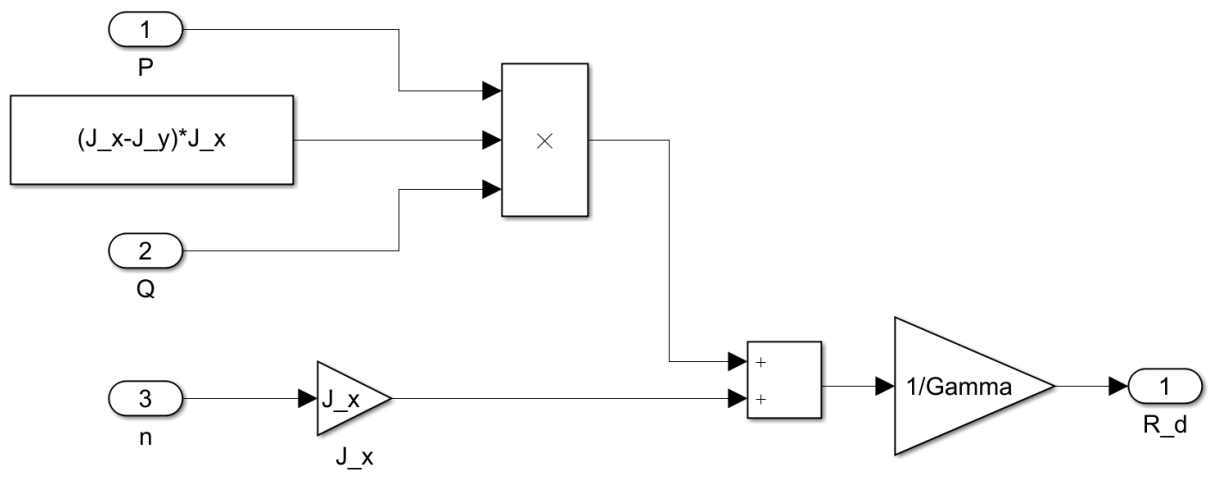 1
P
(J_x-J_y)*J_x
×
2
Q
3
n
J_x
J_x
+
+
1/Gamma
1
R_d